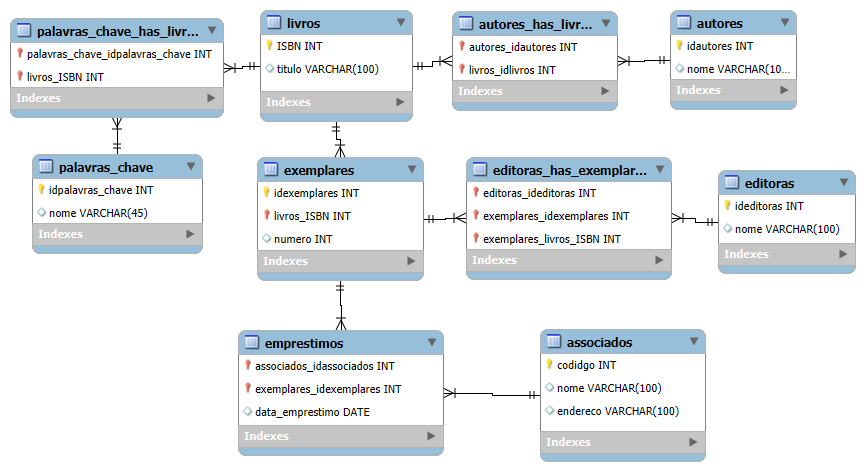 palavras_chave_has_livr...
palavras_chave_idpalavras_chave INT
livros_ISBN INT
Indexes
livros
ISBN INT
titulo VARCHAR(100)
Indexes
autores_has_livr...
autores_idautores INT
livros_idlivros INT
Indexes
autores
idautores INT
nome VARCHAR(10...
Indexes
palavras_chave
idpalavras_chave INT
nome VARCHAR(45)
Indexes
exemplares
idexemplares INT
livros_ISBN INT
numero INT
Indexes
editoras_has_exemplar...
editoras_ideditoras INT
exemplares_idexemplares INT
exemplares_livros_ISBN INT
Indexes
editoras
ideditoras INT
nome VARCHAR(100)
Indexes
emprestimos
associados_idassociados INT
exemplares_idexemplares INT
data_emprestimo DATE
Indexes
associados
codidgo INT
nome VARCHAR(100)
endereco VARCHAR(100)
Indexes